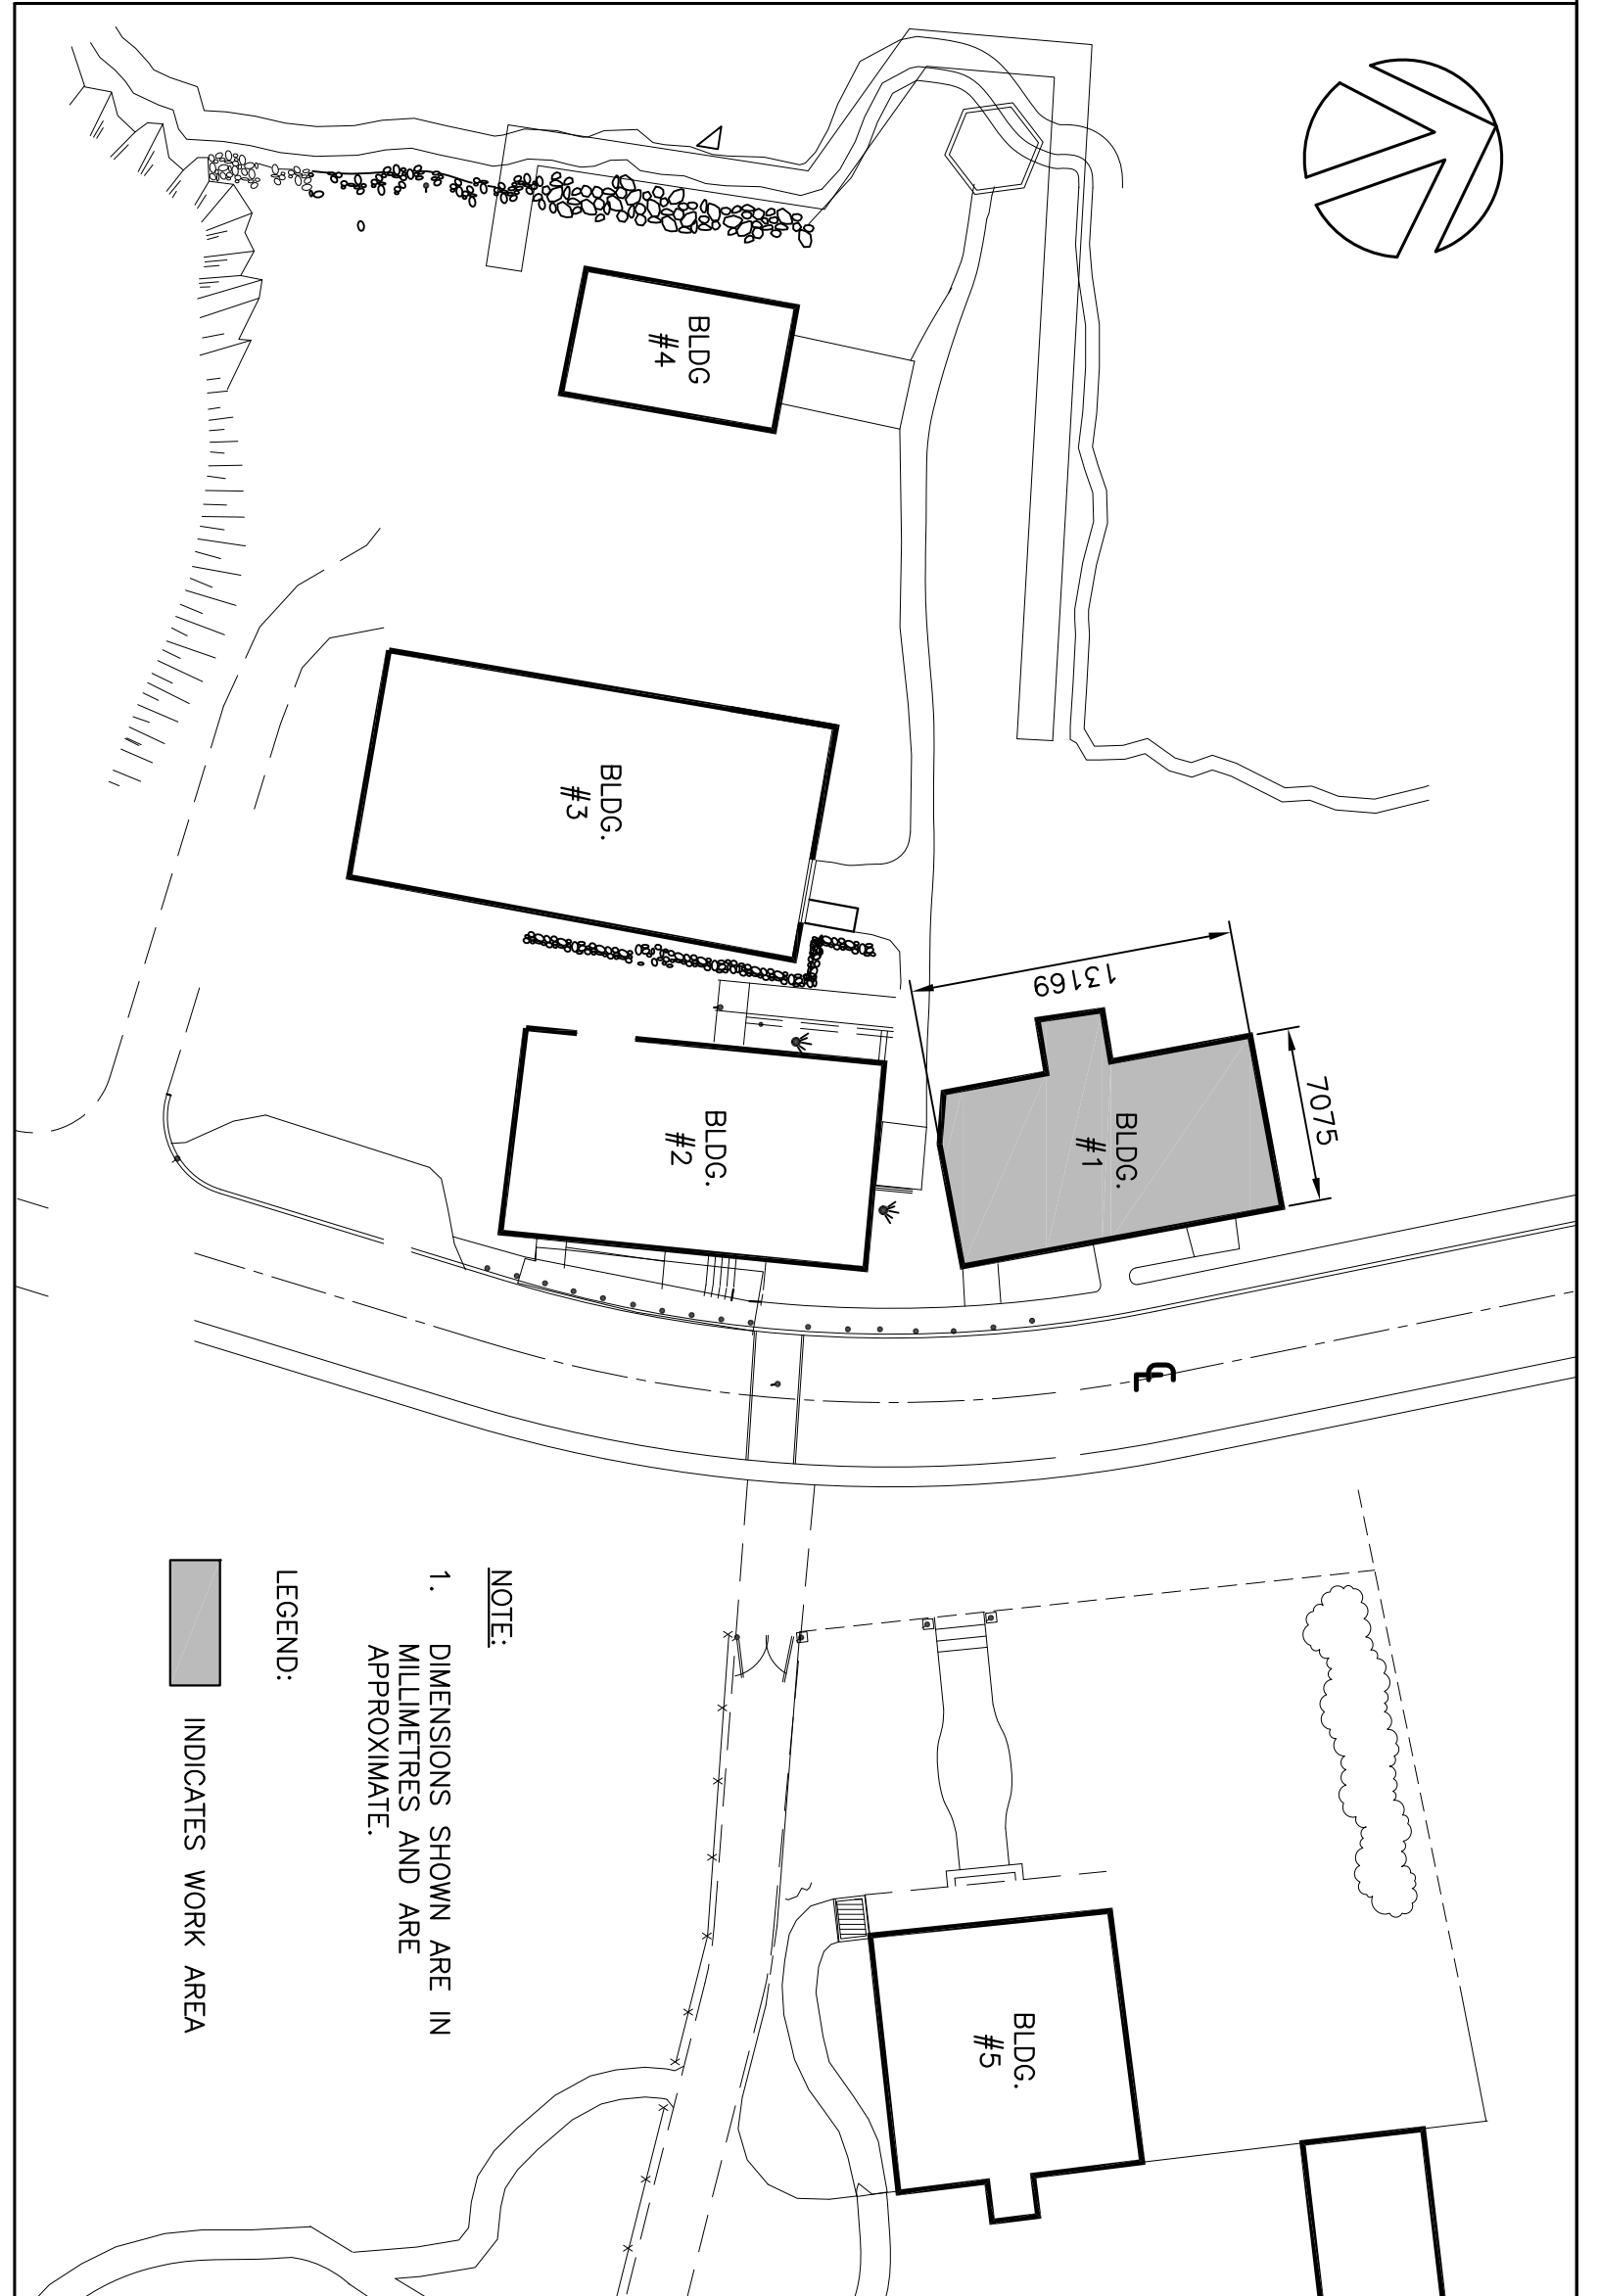 BLDG
#4
BLDG.
#3
13169
7075
BLDG.
#1
BLDG.
#2
BLDG.
#5
NOTE:
1. DIMENSIONS SHOWN ARE IN
MILLIMETRES AND ARE
APPROXIMATE.
LEGEND:
INDICATES WORK AREA